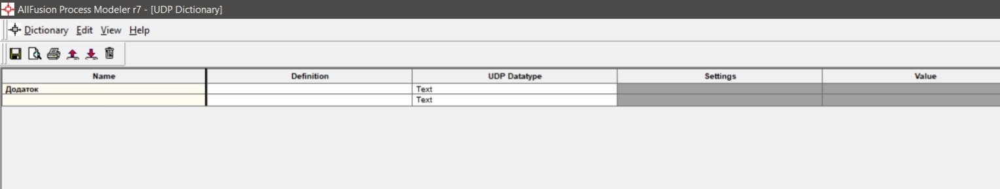 AllFusion Process Modeler r7 - [UDP Dictionary]
Dictionary Edit View Help
Name Definition UDP Datatype Settings Value
Додаток Text
Text